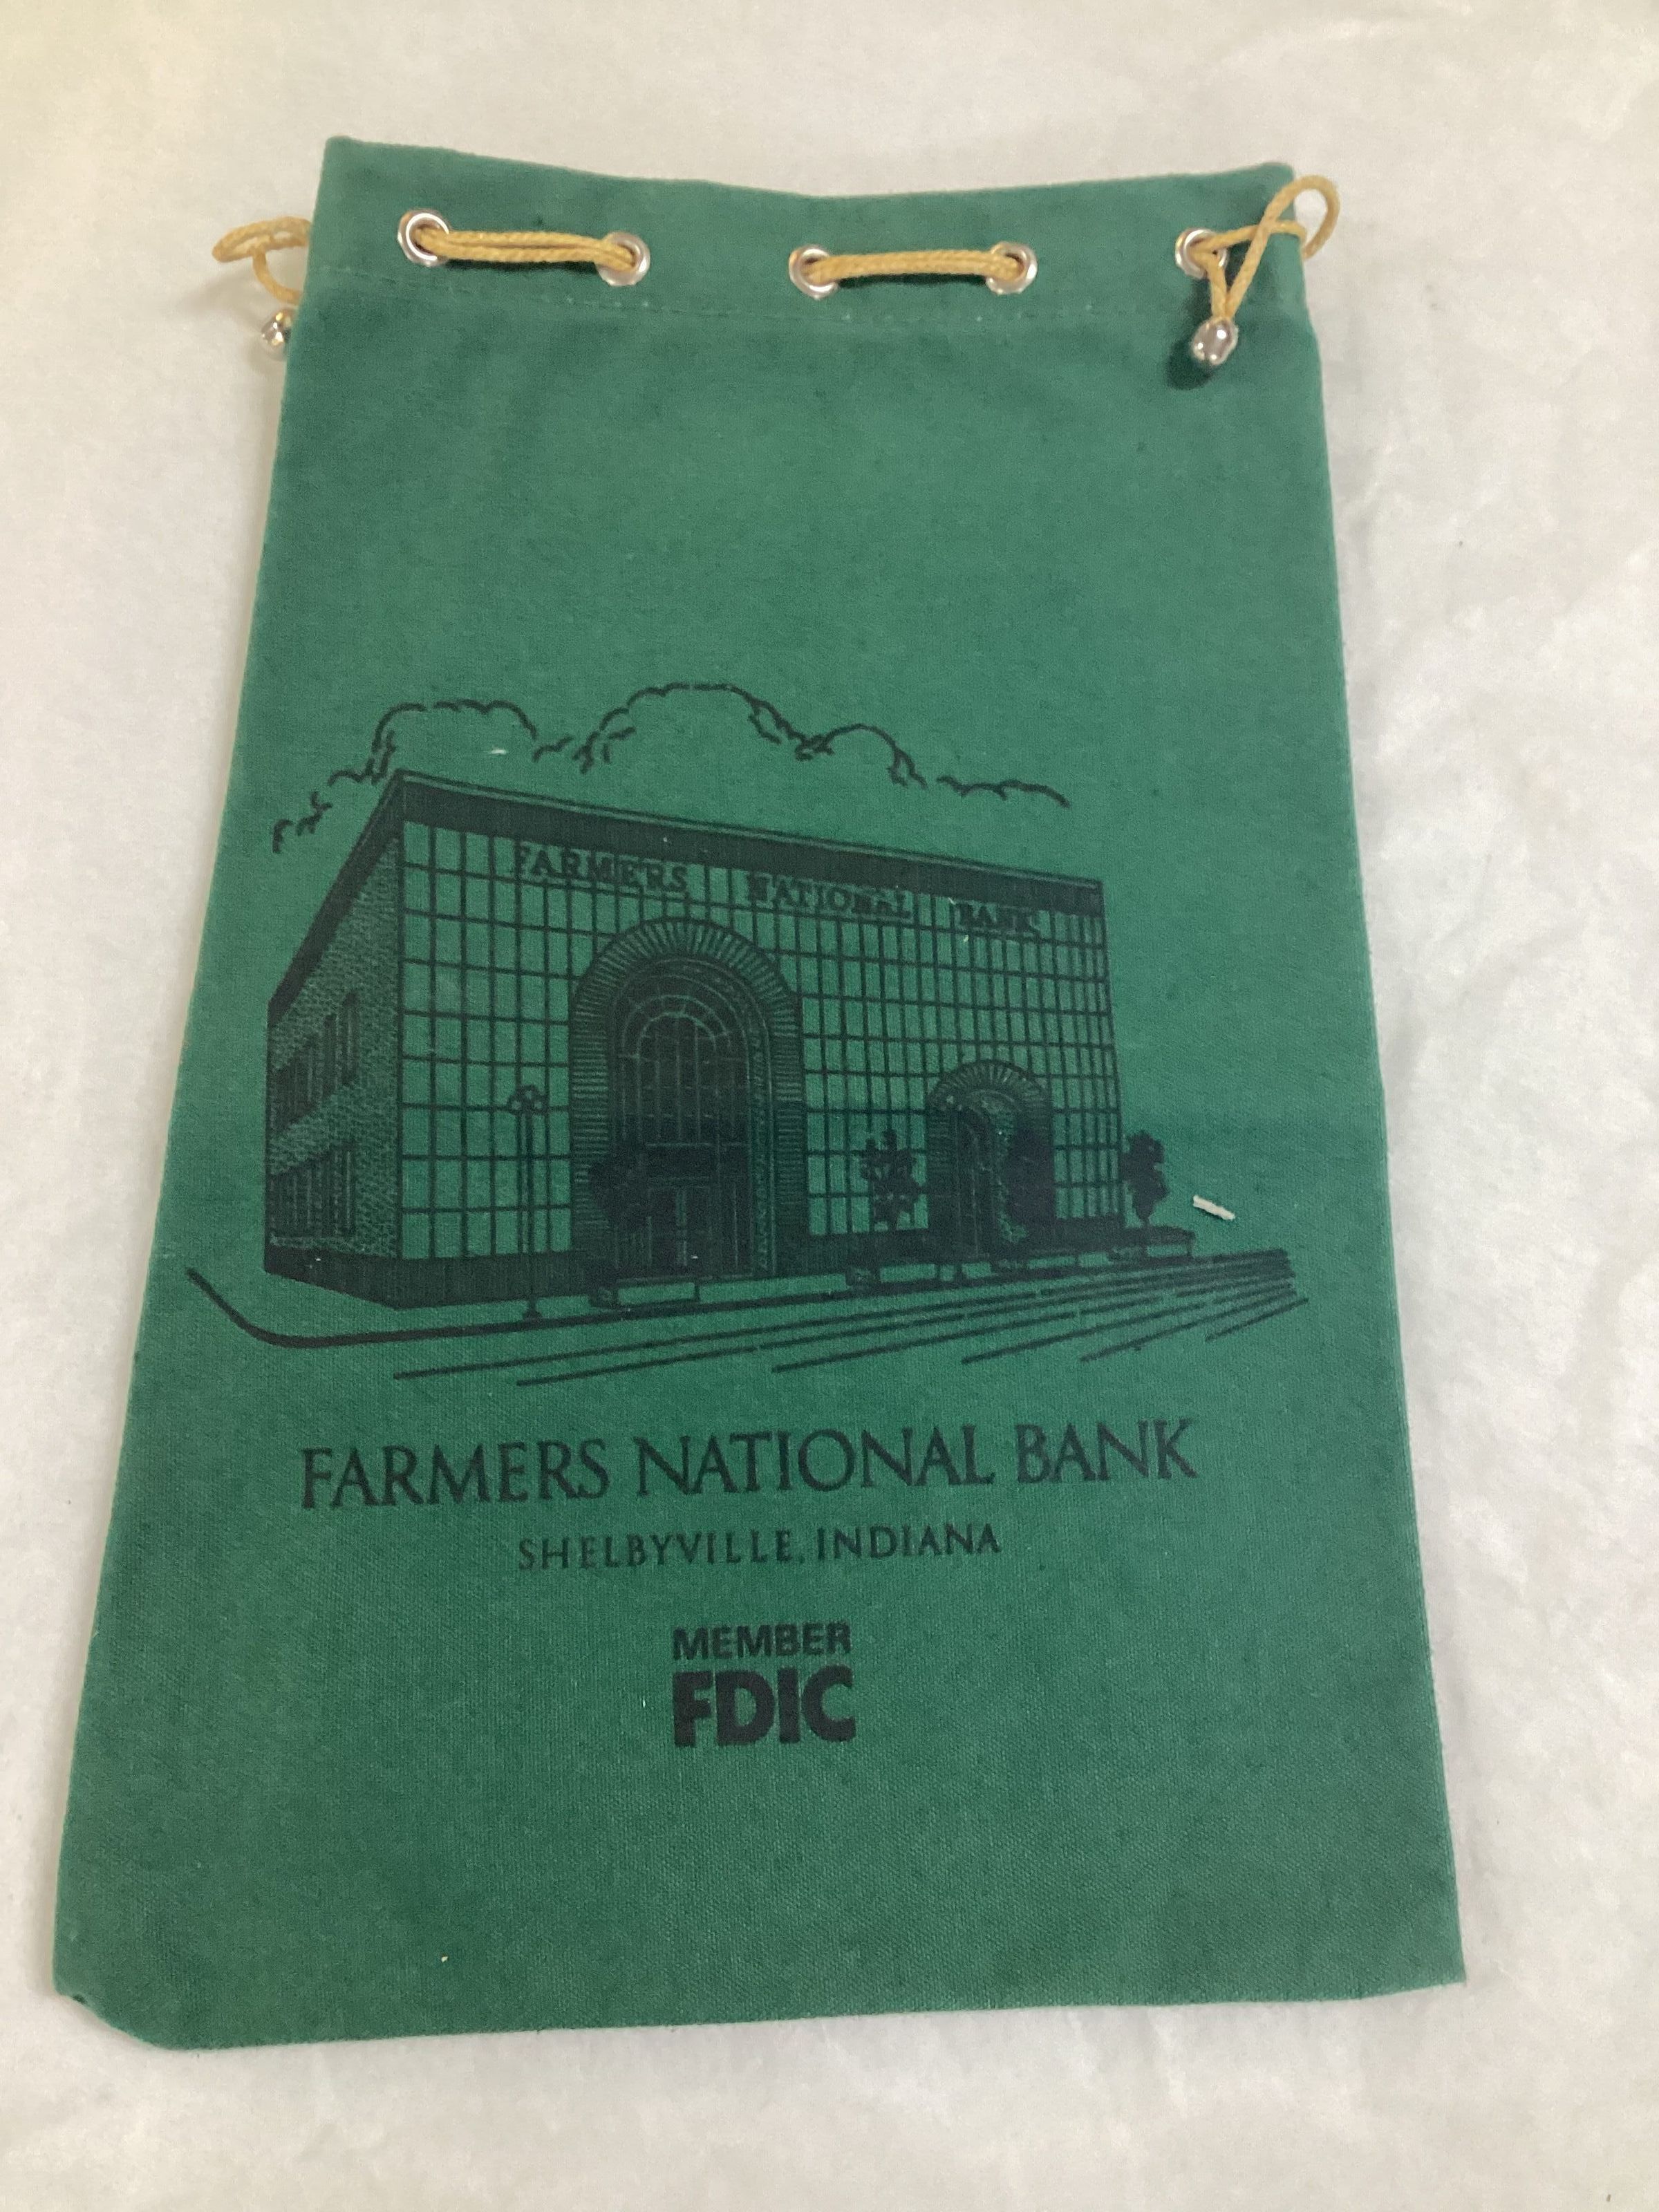 FARMERS NATIONAL BANK
FARMERS NATIONAL BANK
SHELBYVILLE, INDIANA
MEMBER
FDIC